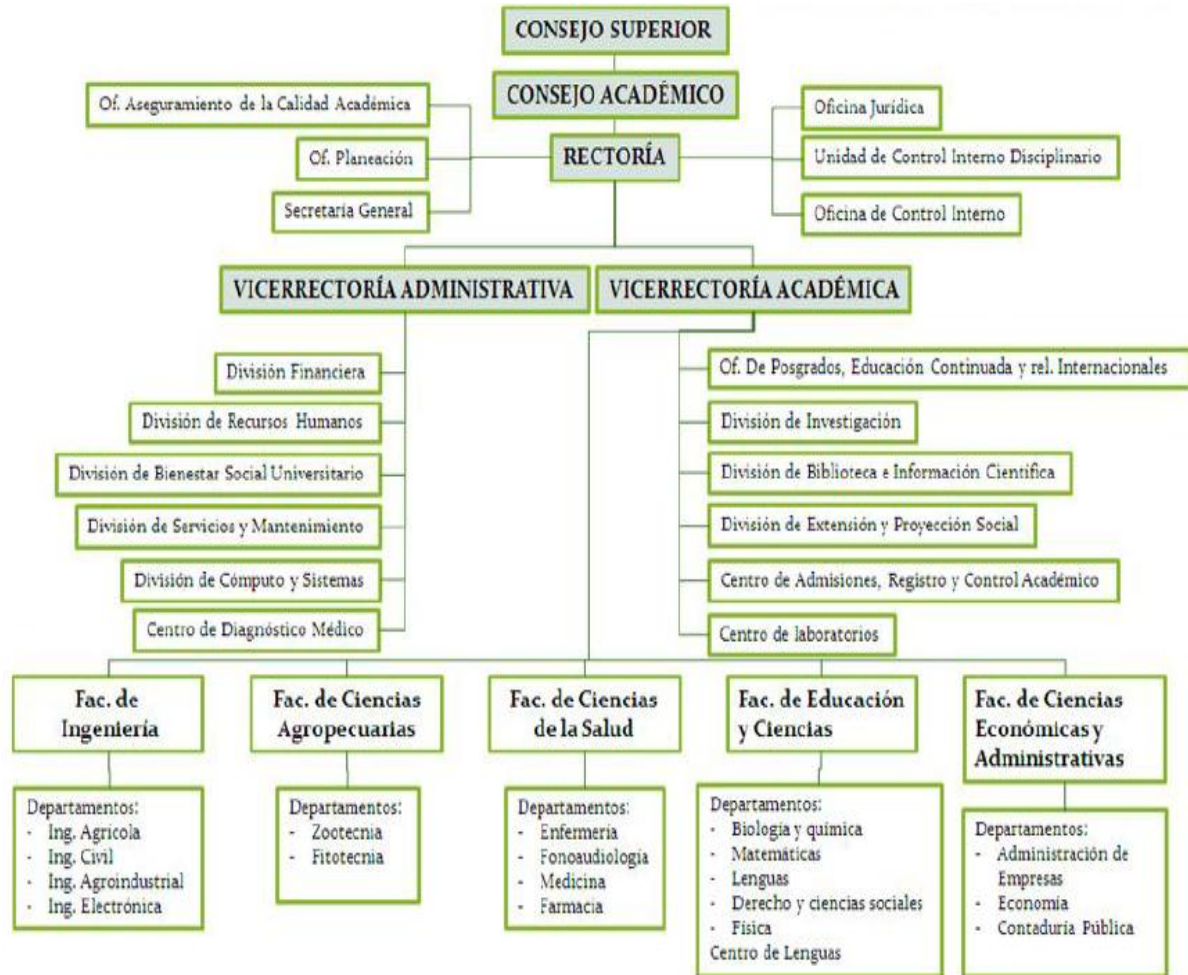 CONSEJO SUPERIOR
CONSEJO ACADÉMICO
Of. Aseguramiento de la Calidad Académica
Oficina Jurídica
Of. Planeación
RECTORÍA
Unidad de Control Interno Disciplinario
Secretaría General
Oficina de Control Interno
VICERRECTORÍA ADMINISTRATIVA
VICERRECTORÍA ACADÉMICA
División Financiera
División de Recursos Humanos
División de Bienestar Social Universitario
División de Servicios y Mantenimiento
División de Cómputo y Sistemas
Centro de Diagnóstico Médico
Of. De Posgrados, Educación Continuada y rel. Internacionales
División de Investigación
División de Biblioteca e Información Científica
División de Extensión y Proyección Social
Centro de Admisiones, Registro y Control Académico
Centro de laboratorios
Fac. de
Ingeniería
Departamentos:
- Ing. Agrícola
- Ing. Civil
- Ing. Agroindustrial
- Ing. Electrónica
Fac. de Ciencias
Agropecuarias
Departamentos:
- Zootecnia
- Fitotecnia
Fac. de Ciencias
de la Salud
Departamentos:
- Enfermería
- Fonoaudiología
- Medicina
- Farmacia
Fac. de Educación
y Ciencias
Departamentos:
- Biología y química
- Matemáticas
- Lenguas
- Derecho y ciencias sociales
- Física
Centro de Lenguas
Fac. de Ciencias
Económicas y
Administrativas
Departamentos:
- Administración de
Empresas
- Economía
- Contaduría Pública